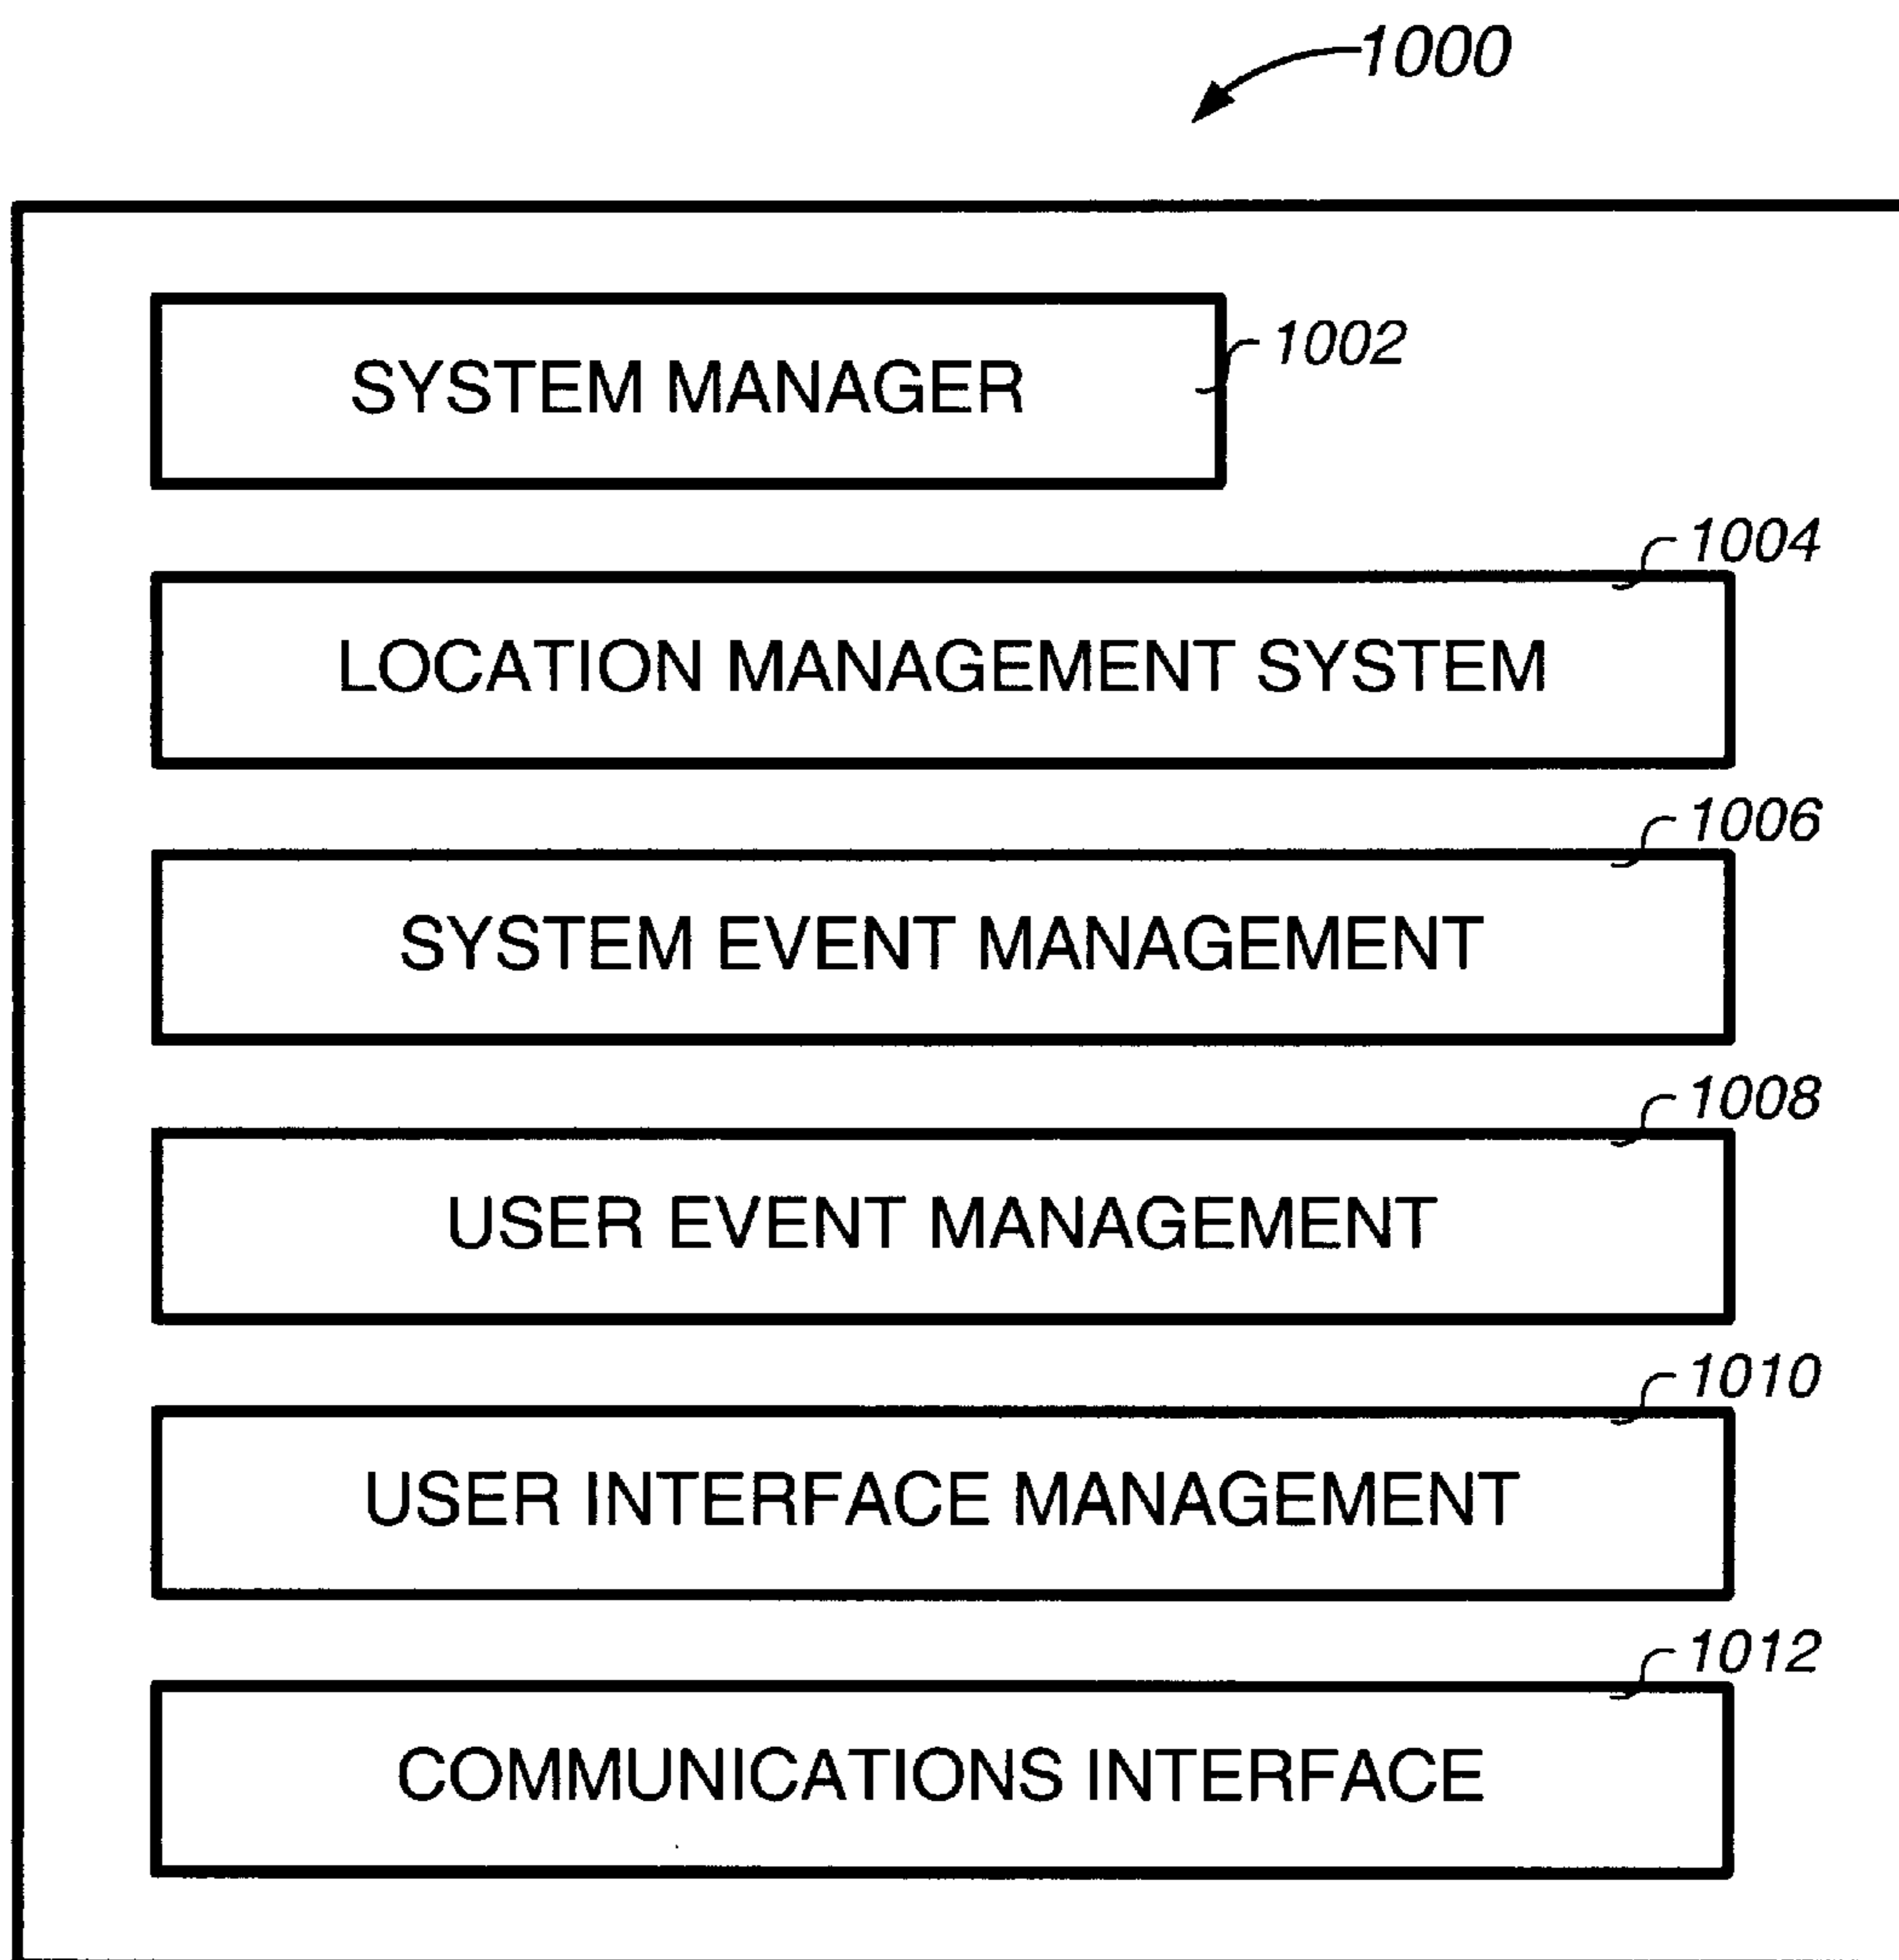 1000
SYSTEM MANAGER
1002
1004
LOCATION MANAGEMENT SYSTEM
1006
SYSTEM EVENT MANAGEMENT
1008
USER EVENT MANAGEMENT
1010
USER INTERFACE MANAGEMENT
1012
COMMUNICATIONS INTERFACE